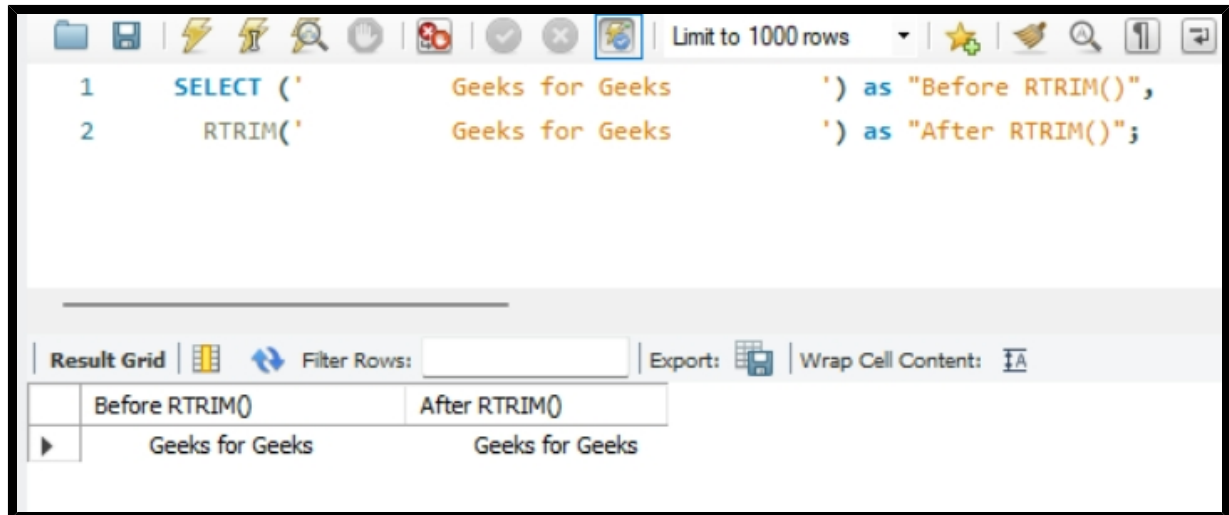 Limit to 1000 rows
1 SELECT ('        Geeks for Geeks        ') as "Before RTRIM()",
2   RTRIM('        Geeks for Geeks        ') as "After RTRIM()";
Result Grid Filter Rows: Export: Wrap Cell Content: IA
Before RTRIM() After RTRIM()
Geeks for Geeks Geeks for Geeks